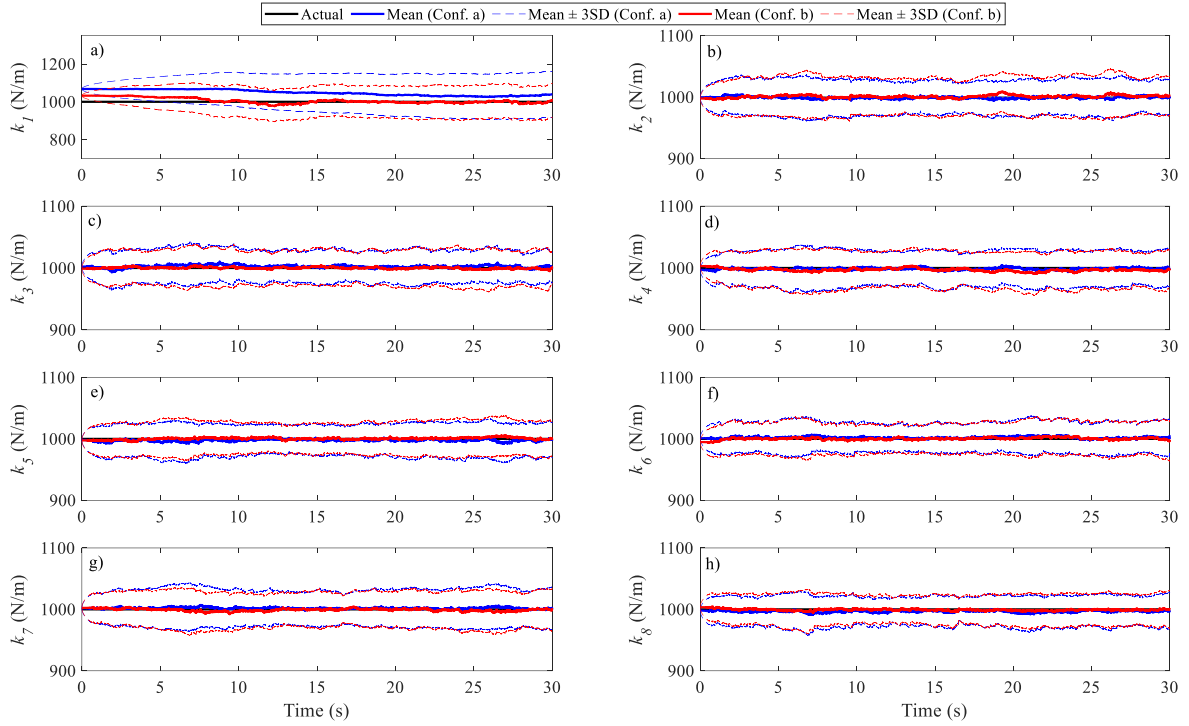 Actual Mean (Conf. a) Mean ± 3SD (Conf. a) Mean (Conf. b) Mean ± 3SD (Conf. b)
a)
1200
1000
800
k1 (N/m)
0 5 10 15 20 25 30
b)
1100
1000
900
k2 (N/m)
0 5 10 15 20 25 30
c)
1100
1000
900
k3 (N/m)
0 5 10 15 20 25 30
d)
1100
1000
900
k4 (N/m)
0 5 10 15 20 25 30
e)
1100
1000
900
k5 (N/m)
0 5 10 15 20 25 30
f)
1100
1000
900
k6 (N/m)
0 5 10 15 20 25 30
g)
1100
1000
900
k7 (N/m)
0 5 10 15 20 25 30
Time (s)
h)
1100
1000
900
k8 (N/m)
0 5 10 15 20 25 30
Time (s)